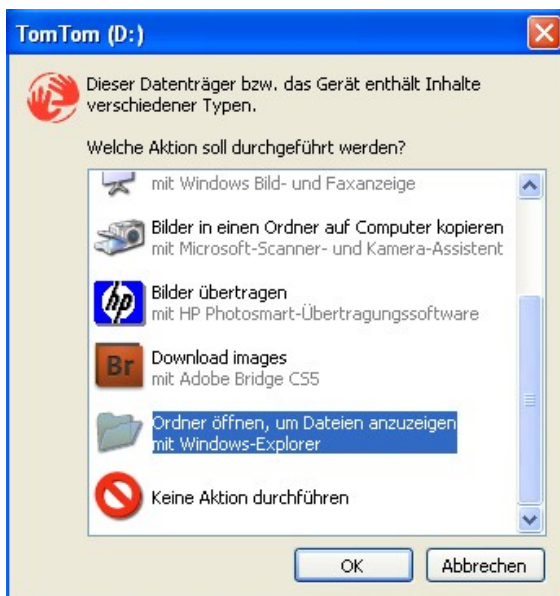 TomTom (D:)
Dieser Datenträger bzw. das Gerät enthält Inhalte
verschiedener Typen.
Welche Aktion soll durchgeführt werden?
mit Windows Bild- und Faxanzeige
Bilder in einen Ordner auf Computer kopieren
mit Microsoft-Scanner- und Kamera-Assistent
hp
Bilder übertragen
mit HP Photosmart-Übertragungssoftware
Br
Download images
mit Adobe Bridge CS5
Ordner öffnen, um Dateien anzuzeigen
mit Windows-Explorer
Keine Aktion durchführen
OK
Abbrechen